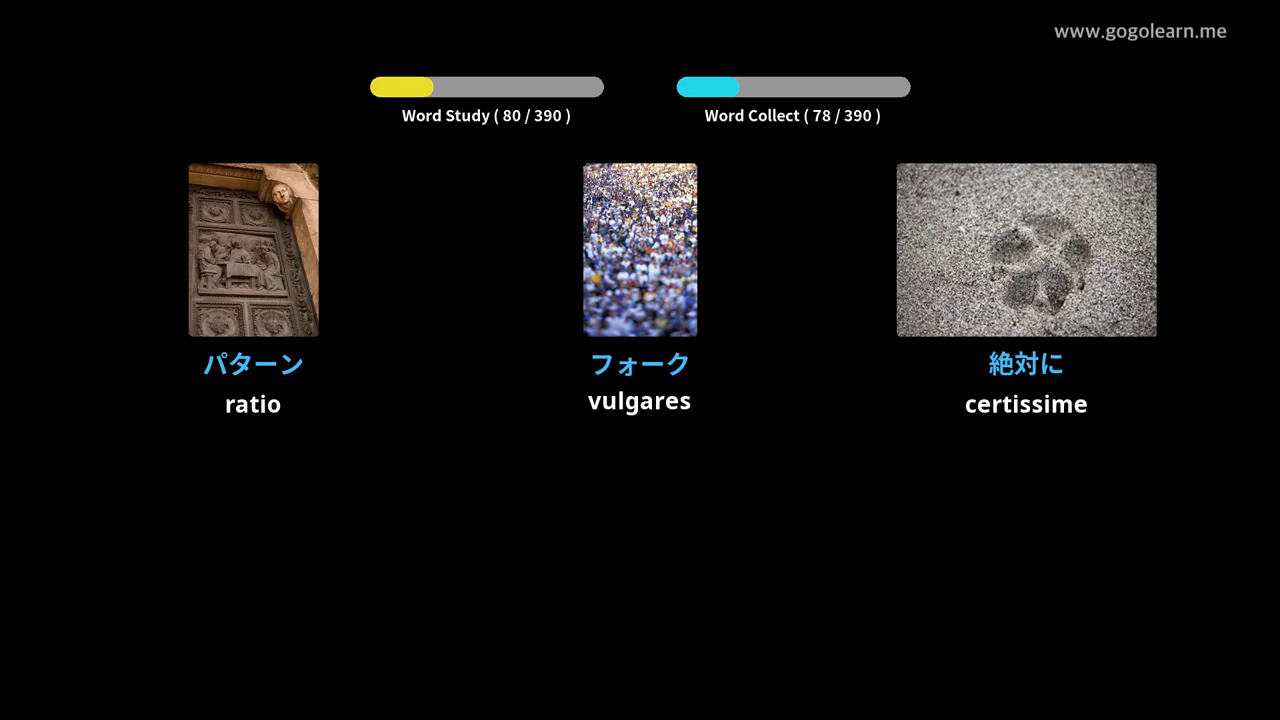 www.gogolearn.me
Word Study ( 80 / 390 )
Word Collect ( 78 / 390 )
パターン
フォーク
絶対に
ratio
vulgares
certissime